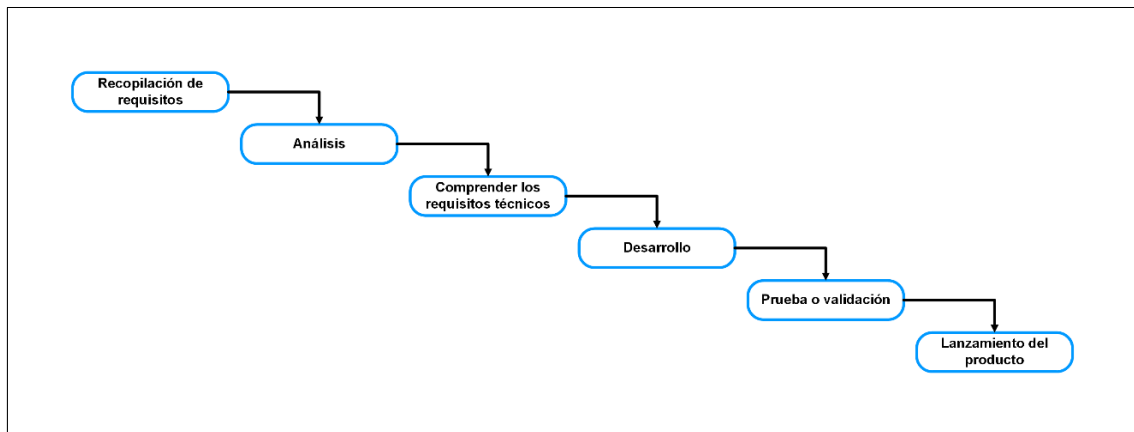 Recopilación de
requisitos
Análisis
Comprender los
requisitos técnicos
Desarrollo
Prueba o validación
Lanzamiento del
producto